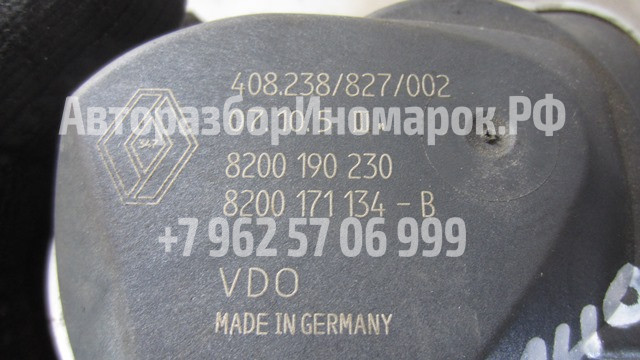 408.238/827/002
АвторазборИномарок.РФ
8200 190 230
8200 171 134 - B
+7 962 57 06 999
VDO
MADE IN GERMANY